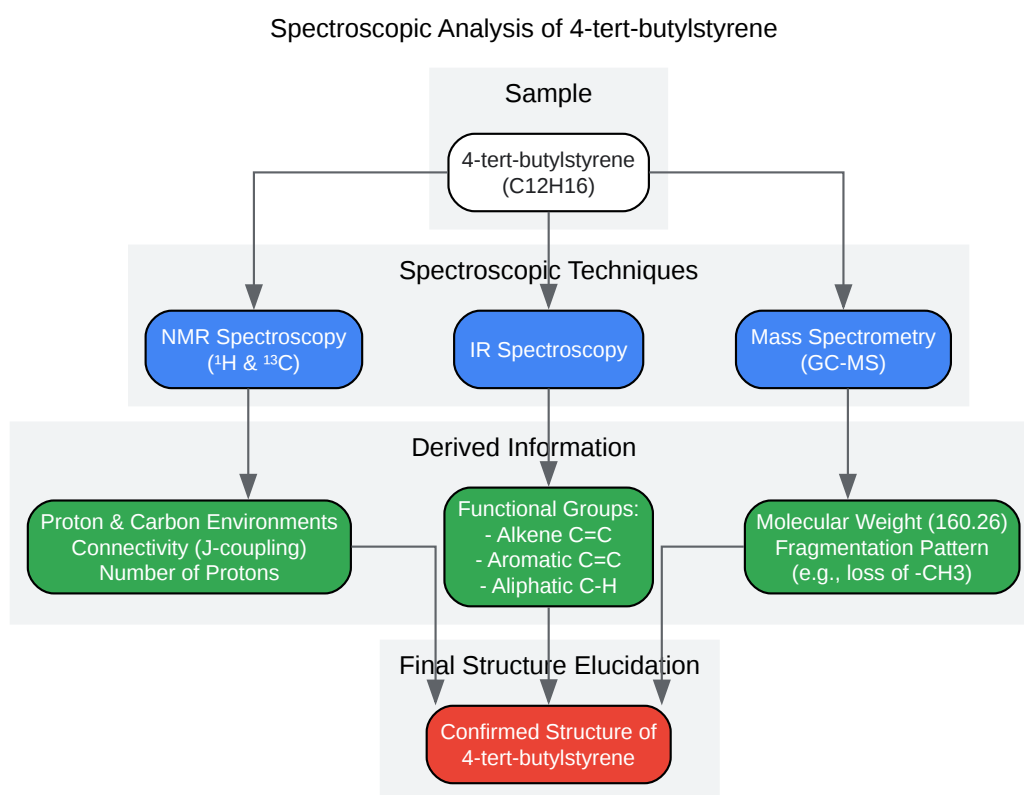 Spectroscopic Analysis of 4-tert-butylstyrene
Sample
4-tert-butylstyrene
(C12H16)
Spectroscopic Techniques
NMR Spectroscopy
(¹H & ¹³C)
IR Spectroscopy
Mass Spectrometry
(GC-MS)
Derived Information
Proton & Carbon Environments
Connectivity (J-coupling)
Number of Protons
Functional Groups:
- Alkene C=C
- Aromatic C=C
- Aliphatic C-H
Molecular Weight (160.26)
Fragmentation Pattern
(e.g., loss of -CH3)
Final Structure Elucidation
Confirmed Structure of
4-tert-butylstyrene